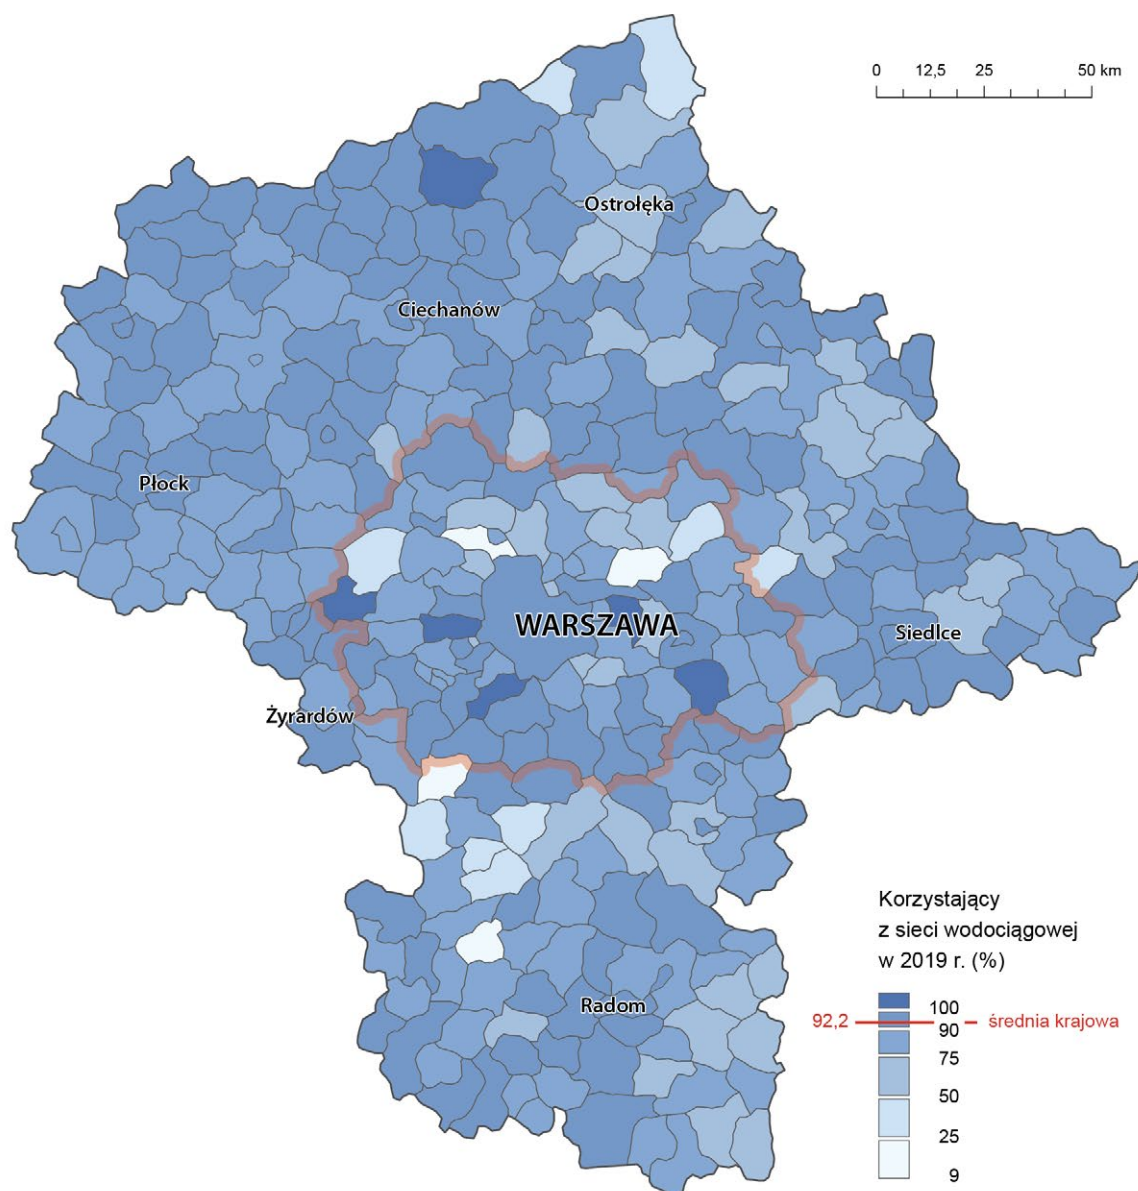 0 12,5 25 50 km
Ostrołęka
Ciechanów
Płock
WARSZAWA
Siedlce
Żyrardów
Radom
Korzystający
z sieci wodociągowej
w 2019 r. (%)
100
92,2 średnia krajowa
90
75
50
25
9